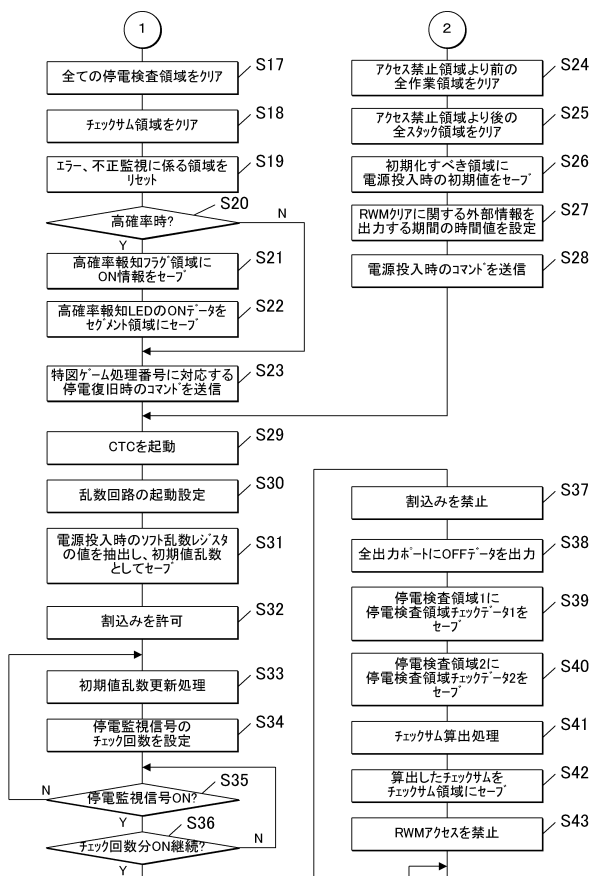 1
全ての停電検査領域をクリア
S17
チェックサム領域をクリア
S18
エラー、不正監視に係る領域を
リセット
S19
高確率時?
S20
N
Y
高確率報知フラグ領域に
ON情報をセーブ
S21
高確率報知LEDのONデータを
セグメント領域にセーブ
S22
特図ゲーム処理番号に対応する
停電復旧時のコマンドを送信
S23
2
アクセス禁止領域より前の
全作業領域をクリア
S24
アクセス禁止領域より後の
全スタック領域をクリア
S25
初期化すべき領域に
電源投入時の初期値をセーブ
S26
RWMクリアに関する外部情報を
出力する期間の時間値を設定
S27
電源投入時のコマンドを送信
S28
CTCを起動
S29
乱数回路の起動設定
S30
電源投入時のソフト乱数レジスタ
の値を抽出し、初期値乱数
としてセーブ
S31
割込みを許可
S32
初期値乱数更新処理
S33
停電監視信号の
チェック回数を設定
S34
停電監視信号ON?
S35
N
Y
チェック回数分ON継続?
S36
N
Y
割込みを禁止
S37
全出力ポートにOFFデータを出力
S38
停電検査領域1に
停電検査領域チェックデータ1を
セーブ
S39
停電検査領域2に
停電検査領域チェックデータ2を
セーブ
S40
チェックサム算出処理
S41
算出したチェックサムを
チェックサム領域にセーブ
S42
RWMアクセスを禁止
S43